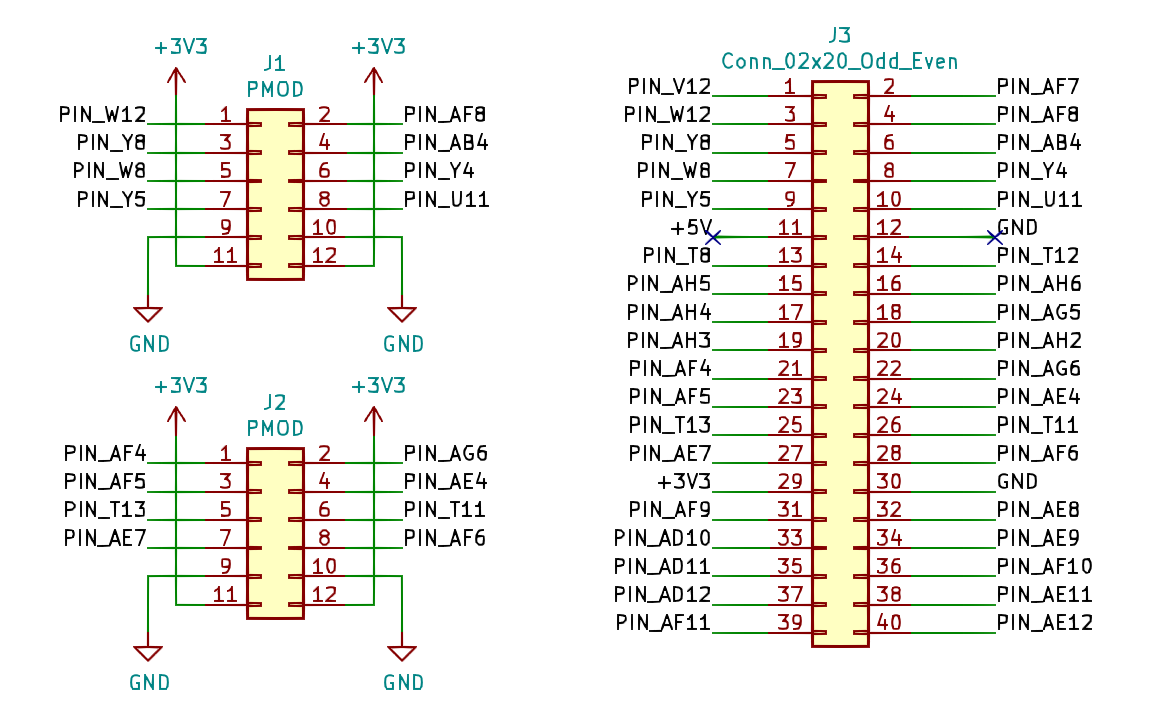 +3V3 +3V3
J1
PMOD
PIN_W12 1 2 PIN_AF8
PIN_Y8 3 4 PIN_AB4
PIN_W8 5 6 PIN_Y4
PIN_Y5 7 8 PIN_U11
9 10
11 12
GND GND
+3V3 +3V3
J2
PMOD
PIN_AF4 1 2 PIN_AG6
PIN_AF5 3 4 PIN_AE4
PIN_T13 5 6 PIN_T11
PIN_AE7 7 8 PIN_AF6
9 10
11 12
GND GND
J3
Conn_02x20_Odd_Even
PIN_V12 1 2 PIN_AF7
PIN_W12 3 4 PIN_AF8
PIN_Y8 5 6 PIN_AB4
PIN_W8 7 8 PIN_Y4
PIN_Y5 9 10 PIN_U11
+5V 11 12 GND
PIN_T8 13 14 PIN_T12
PIN_AH5 15 16 PIN_AH6
PIN_AH4 17 18 PIN_AG5
PIN_AH3 19 20 PIN_AH2
PIN_AF4 21 22 PIN_AG6
PIN_AF5 23 24 PIN_AE4
PIN_T13 25 26 PIN_T11
PIN_AE7 27 28 PIN_AF6
+3V3 29 30 GND
PIN_AF9 31 32 PIN_AE8
PIN_AD10 33 34 PIN_AE9
PIN_AD11 35 36 PIN_AF10
PIN_AD12 37 38 PIN_AE11
PIN_AF11 39 40 PIN_AE12